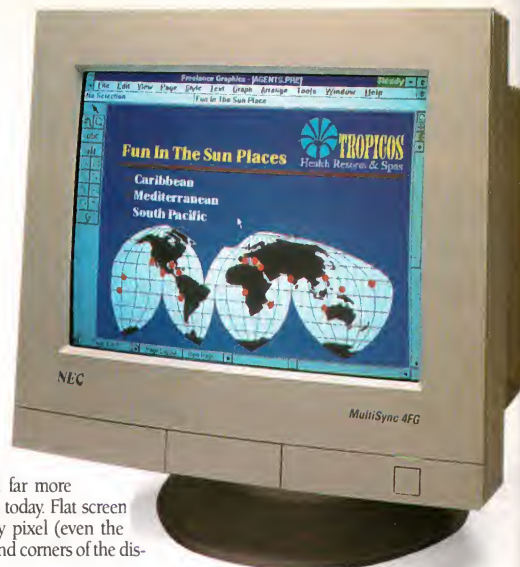 Freelance Graphics - [AGENTS.PRE]
Ready
File Edit View Page Style Text Graph Arrange Tools Window Help
No Selection
Fun In The Sun Place
abc
TROPICOS
Health Resorts & Spas
Fun In The Sun Places
Caribbean
Mediterranean
South Pacific
NEC
MultiSync 4FG
far more
today. Flat screen
y pixel (even the
nd corners of the dis-